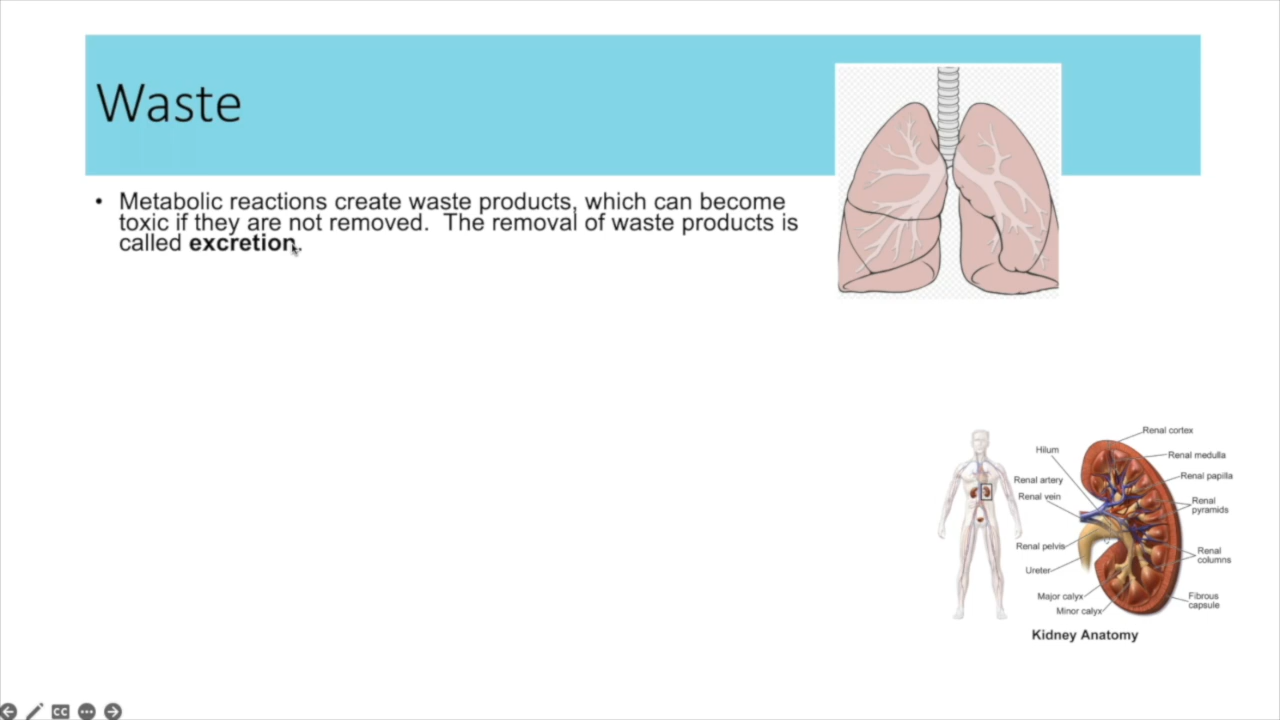 Waste
• Metabolic reactions create waste products, which can become
toxic if they are not removed.  The removal of waste products is
called excretion.
Renal cortex
Hilum
Renal medulla
Renal papilla
Renal artery
Renal vein
Renal
pyramids
Renal pelvis
Renal
columns
Ureter
Major calyx
Fibrous
capsule
Minor calyx
Kidney Anatomy
CC